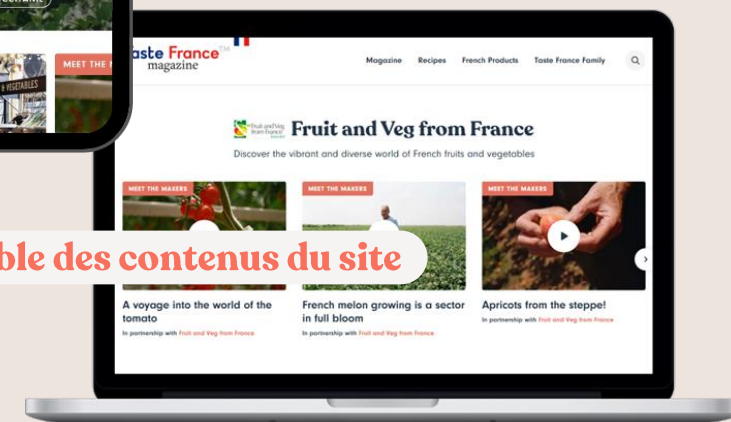 & VEGETABLES
MEET THE
aste France™
magazine
Magazine
Recipes
French Products
Taste France Family
Fruit and Veg from France
Discover the vibrant and diverse world of French fruits and vegetables
MEET THE MAKERS
MEET THE MAKERS
MEET THE MAKERS
des contenus du site
A voyage into the world of the
tomato
In partnership with Fruit and Veg from France
French melon growing is a sector
in full bloom
In partnership with Fruit and Veg from France
Apricots from the steppe!
In partnership with Fruit and Veg from France